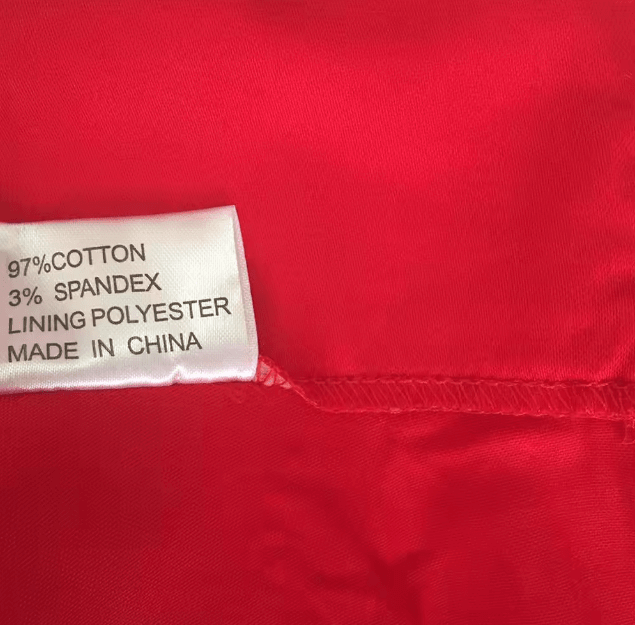 97%COTTON
3% SPANDEX
LINING POLYESTER
MADE IN CHINA